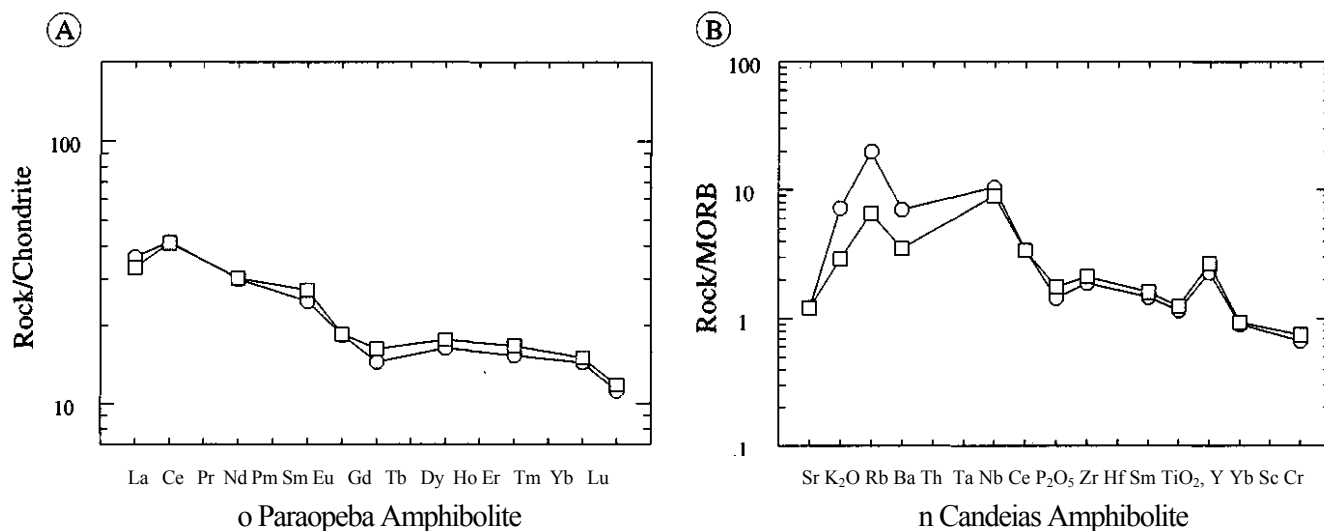 A
B
Rock/Chondrite
100
10
La Ce Pr Nd Pm Sm Eu Gd Tb Dy Ho Er Tm Yb Lu
o Paraopeba Amphibolite
Rock/MORB
100
10
1
.1
Sr K₂O Rb Ba Th Ta Nb Ce P₂O₅ Zr Hf Sm TiO₂, Y Yb Sc Cr
n Candeias Amphibolite